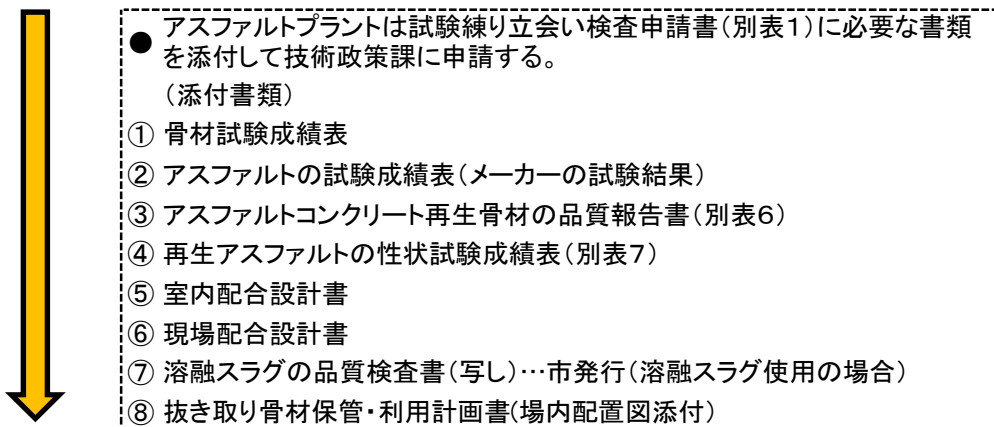 ● アスファルトプラントは試験練り立会い検査申請書(別表1)に必要な書類
を添付して技術政策課に申請する。
(添付書類)
① 骨材試験成績表
② アスファルトの試験成績表(メーカーの試験結果)
③ アスファルトコンクリート再生骨材の品質報告書(別表6)
④ 再生アスファルトの性状試験成績表(別表7)
⑤ 室内配合設計書
⑥ 現場配合設計書
⑦ 溶融スラグの品質検査書(写し)…市発行(溶融スラグ使用の場合)
⑧ 抜き取り骨材保管・利用計画書(場内配置図添付)